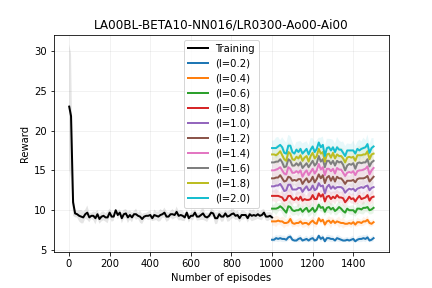 LA00BL-BETA10-NN016/LR0300-Ao00-Ai00
Reward
30
25
20
15
10
5
Training
(l=0.2)
(l=0.4)
(l=0.6)
(l=0.8)
(l=1.0)
(l=1.2)
(l=1.4)
(l=1.6)
(l=1.8)
(l=2.0)
0 200 400 600 800 1000 1200 1400
Number of episodes